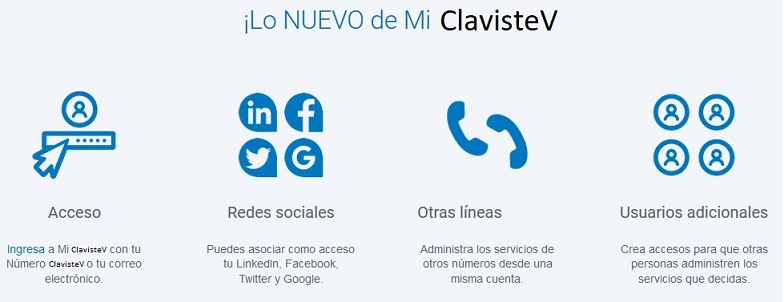 ¡Lo NUEVO de Mi ClavisteV
Acceso
Ingresa a Mi ClavisteV con tu
Número ClavisteV o tu correo
electrónico.
Redes sociales
Puedes asociar como acceso
tu LinkedIn, Facebook,
Twitter y Google.
Otras líneas
Administra los servicios de
otros números desde una
misma cuenta.
Usuarios adicionales
Crea accesos para que otras
personas administren los
servicios que decidas.